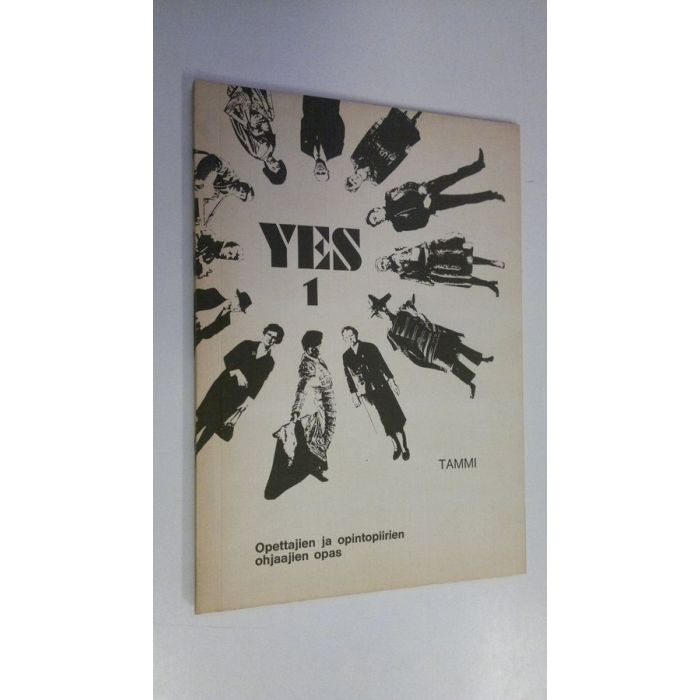 YES
1
TAMMI
Opettajien ja opintopiirien
ohjaajien opas